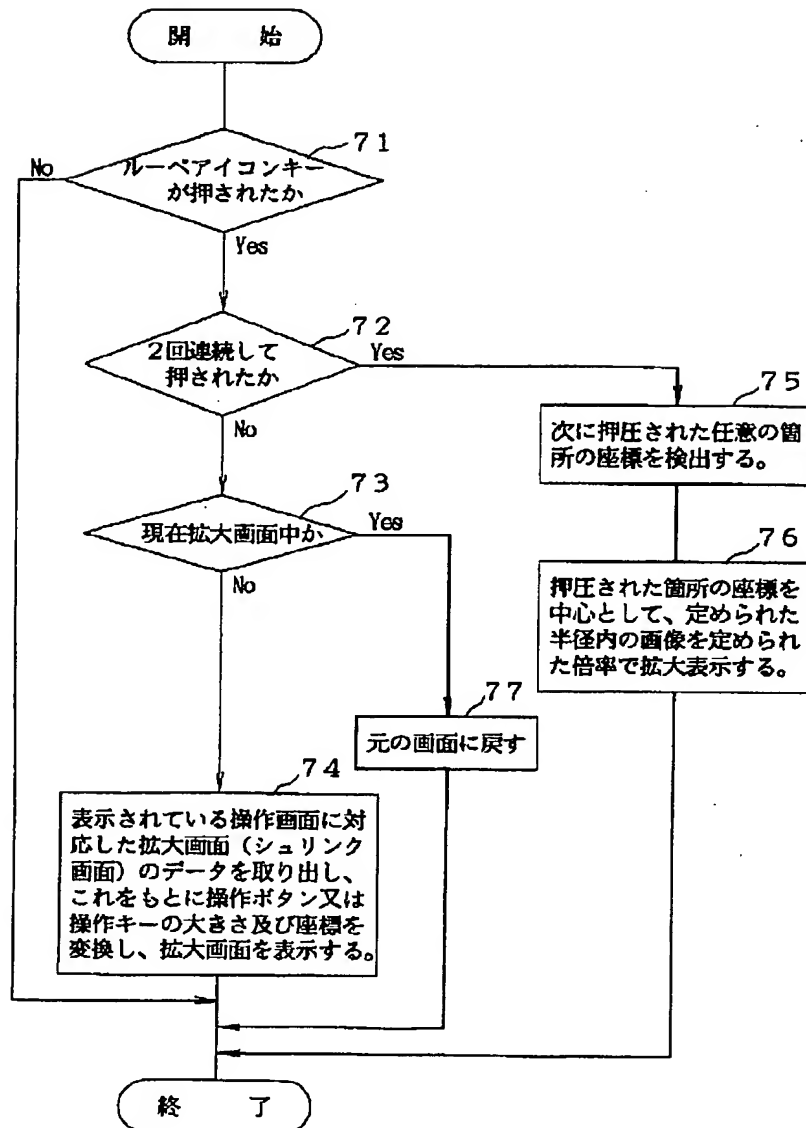 開 始
71
No
ルーペアイコンキー
が押されたか
Yes
72
2回連続して
押されたか
Yes
No
75
次に押圧された任意の箇
所の座標を検出する。
73
現在拡大画面中か
Yes
No
76
押圧された箇所の座標を
中心として、定められた
半径内の画像を定められ
た倍率で拡大表示する。
77
元の画面に戻す
74
表示されている操作画面に対
応した拡大画面（シュリンク
画面）のデータを取り出し、
これをもとに操作ボタン又は
操作キーの大きさ及び座標を
変換し、拡大画面を表示する。
終 了